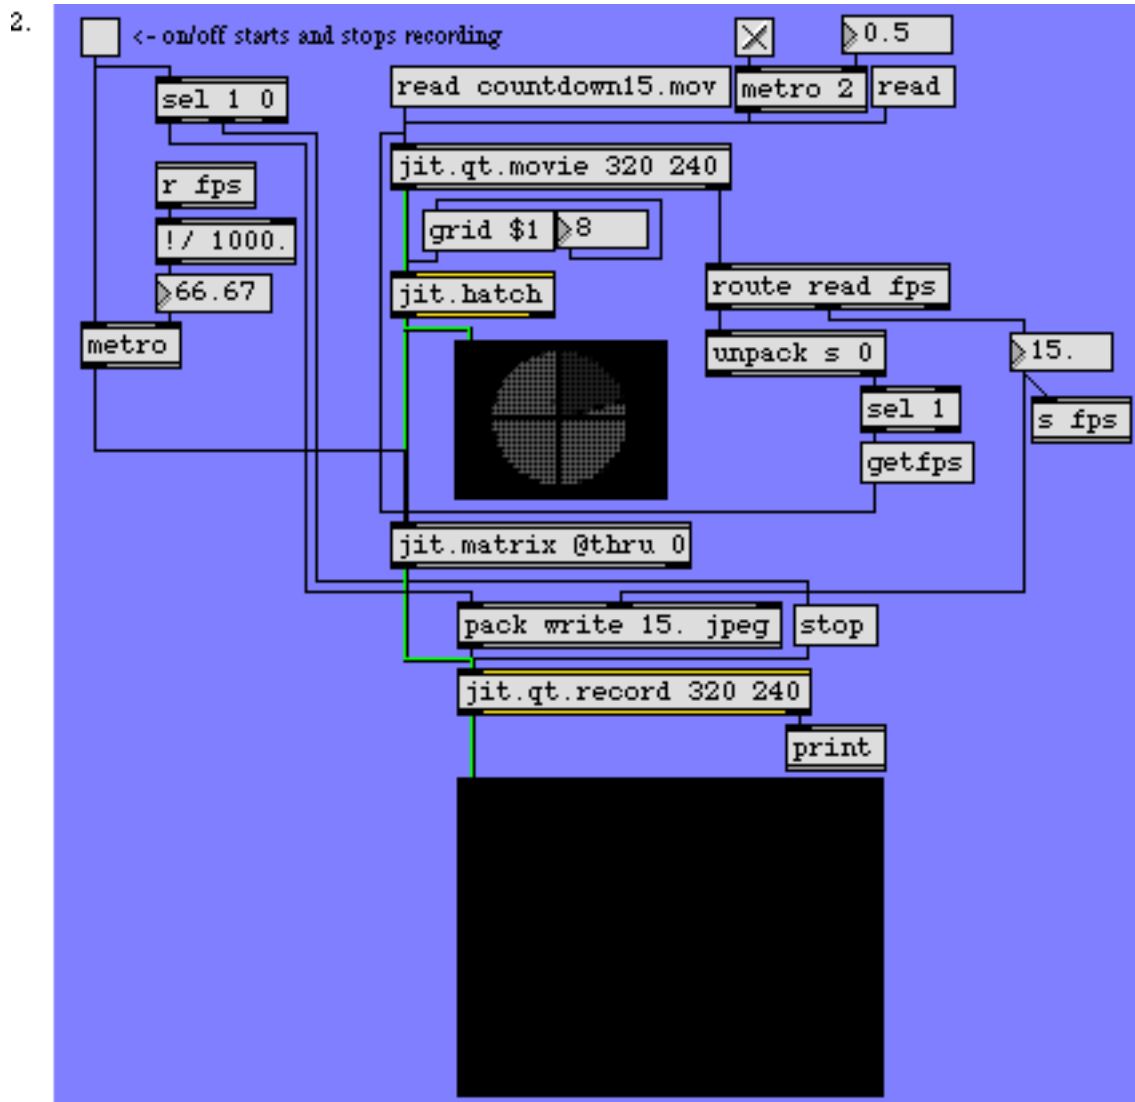 2.
<- on/off starts and stops recording
0.5
read countdown15.mov
metro 2
read
sel 1 0
jit.qt.movie 320 240
r fps
grid $1
8
!/ 1000.
route read fps
66.67
jit.hatch
metro
unpack s 0
15.
sel 1
s fps
getfps
jit.matrix @thru 0
pack write 15. jpeg
stop
jit.qt.record 320 240
print